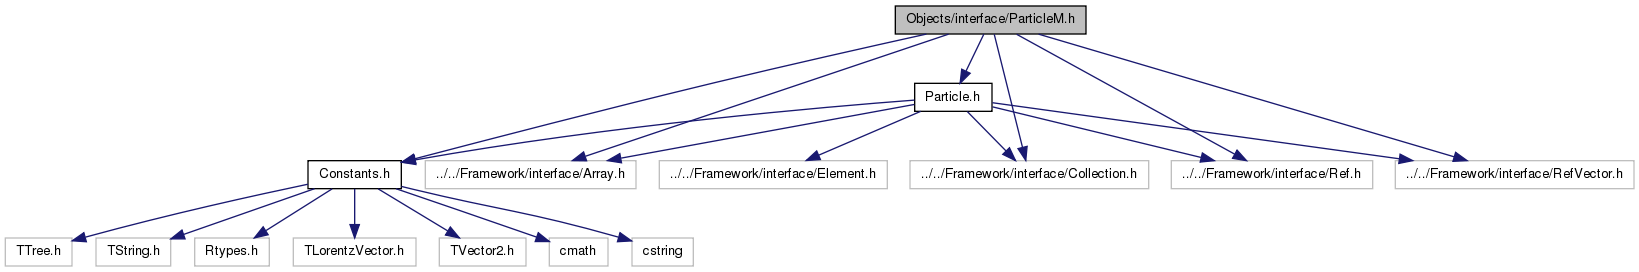 Objects/interface/ParticleM.h
Particle.h
Constants.h
../../Framework/interface/Array.h
../../Framework/interface/Element.h
../../Framework/interface/Collection.h
../../Framework/interface/Ref.h
../../Framework/interface/RefVector.h
TTree.h
TString.h
Rtypes.h
TLorentzVector.h
TVector2.h
cmath
cstring